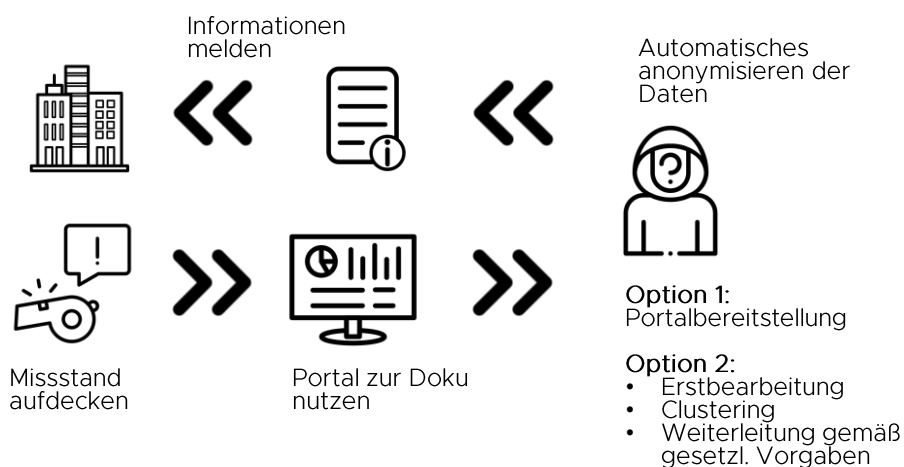 Informationen
melden
Automatisches
anonymisieren der
Daten
?
i
!
Missstand
aufdecken
Portal zur Doku
nutzen
Option 1:
Portalbereitstellung
Option 2:
• Erstbearbeitung
• Clustering
• Weiterleitung gemäß
gesetzl. Vorgaben